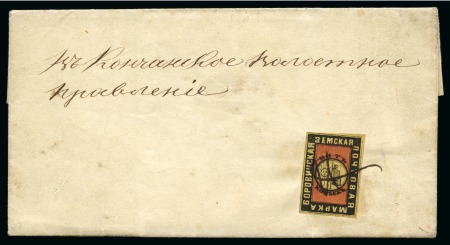 Въ Кончанское Волостное
Правленіе
БОРОВИЧСКАЯ ЗЕМСКАЯ ПОЧТОВАЯ МАРКА